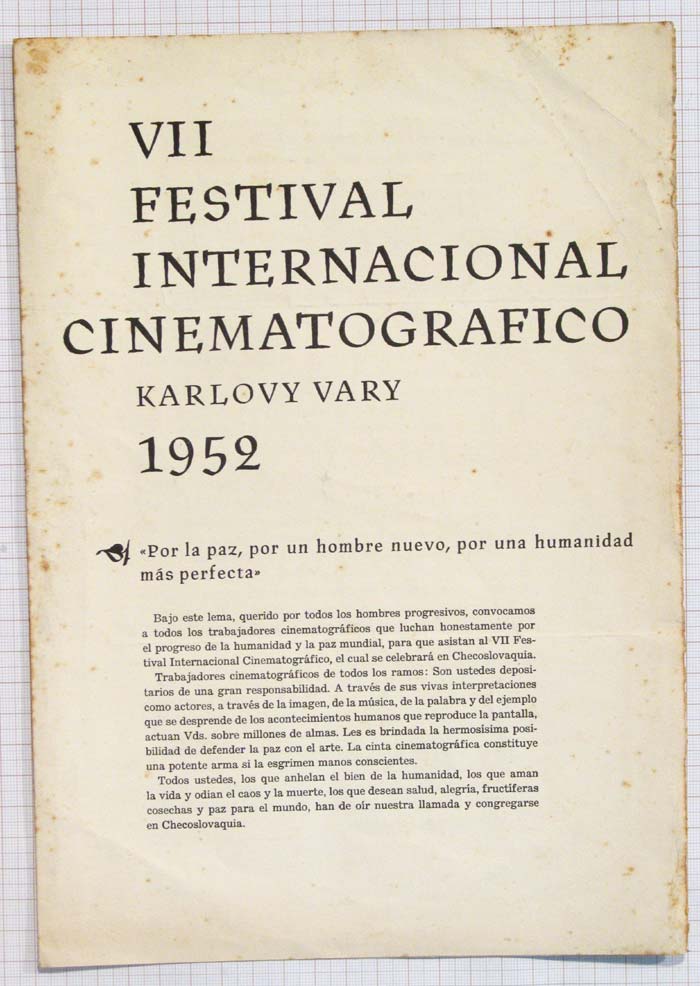 VII
FESTIVAL
INTERNACIONAL
CINEMATOGRAFICO
KARLOVY VARY
1952
«Por la paz, por un hombre nuevo, por una humanidad
más perfecta»
Bajo este lema, querido por todos los hombres progresivos, convocamos
a todos los trabajadores cinematográficos que luchan honestamente por
el progreso de la humanidad y la paz mundial, para que asistan al VII Fes-
tival Internacional Cinematográfico, el cual se celebrará en Checoslovaquia.
Trabajadores cinematográficos de todos los ramos: Son ustedes deposi-
tarios de una gran responsabilidad. A través de sus vivas interpretaciones
como actores, a través de la imagen, de la música, de la palabra y del ejemplo
que se desprende de los acontecimientos humanos que reproduce la pantalla,
actuan Vds. sobre millones de almas. Les es brindada la hermosísima posi-
bilidad de defender la paz con el arte. La cinta cinematográfica constituye
una potente arma si la esgrimen manos conscientes.
Todos ustedes, los que anhelan el bien de la humanidad, los que aman
la vida y odian el caos y la muerte, los que desean salud, alegría, fructíferas
cosechas y paz para el mundo, han de oír nuestra llamada y congregarse
en Checoslovaquia.